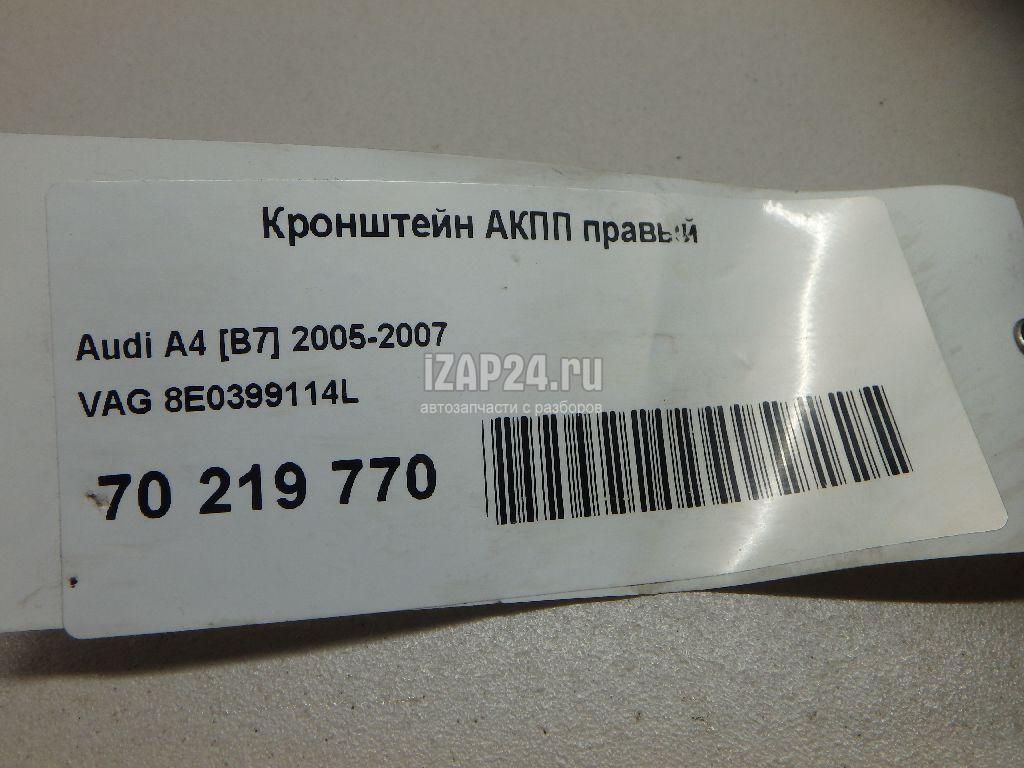 Кронштейн АКПП правый
Audi A4 [B7] 2005-2007
VAG 8E0399114L
iZAP24.ru
автозапчасти с разборов
70 219 770